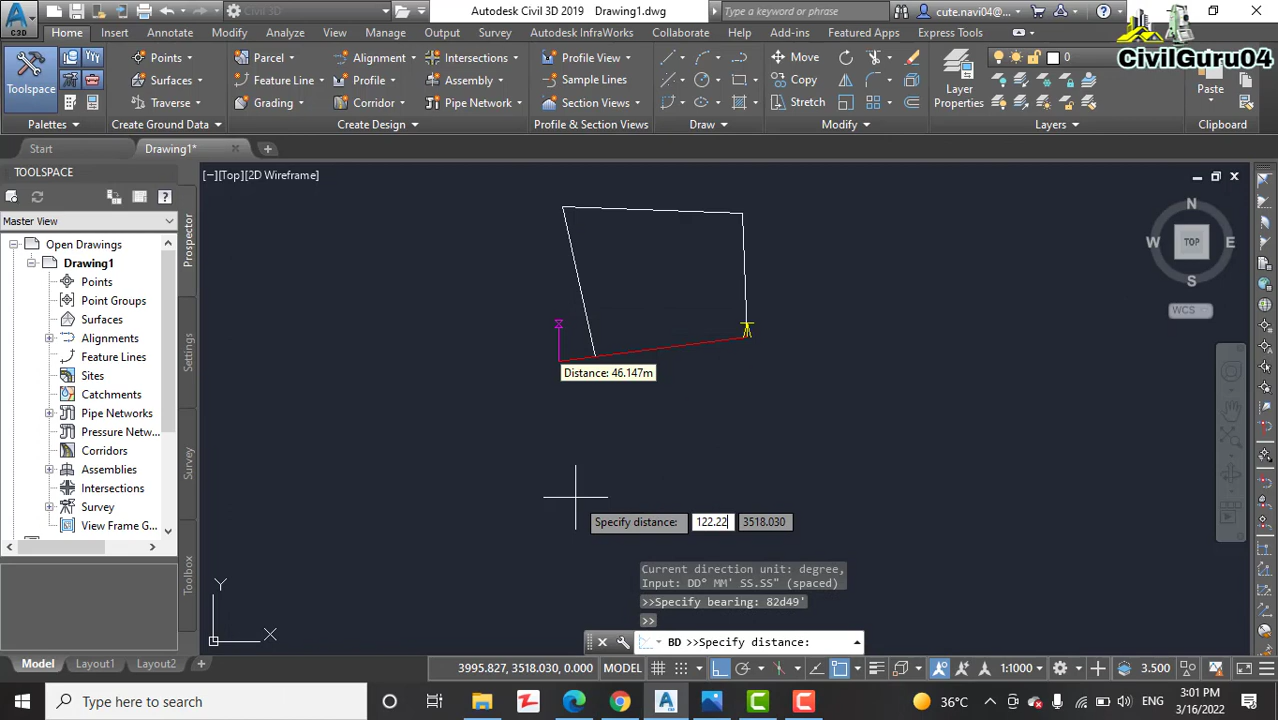 Civil 3D
Autodesk Civil 3D 2019 Drawing1.dwg
Type a keyword or phrase
cute.navi04@...
C3D
Home Insert Annotate Modify Analyze View Manage Output Survey Autodesk InfraWorks Collaborate Help Add-ins Featured Apps Express Tools
CivilGuru04
Toolspace
Points
Surfaces
Traverse
Parcel
Feature Line
Grading
Alignment
Profile
Corridor
Intersections
Assembly
Pipe Network
Profile View
Sample Lines
Section Views
Move
Copy
Stretch
Layer
Properties
0
Paste
Palettes
Create Ground Data
Create Design
Profile & Section Views
Draw
Modify
Layers
Clipboard
Start
Drawing1*
TOOLSPACE
Master View
Open Drawings
Drawing1
Points
Point Groups
Surfaces
Alignments
Feature Lines
Sites
Catchments
Pipe Networks
Pressure Netw...
Corridors
Assemblies
Intersections
Survey
View Frame G...
Prospector
Settings
Survey
Toolbox
[−][Top][2D Wireframe]
N
W TOP E
S
WCS
Distance: 46.147m
Specify distance: 122.22 3518.030
Current direction unit: degree,
Input: DD° MM' SS.SS" (spaced)
>>Specify bearing: 82d49'
>>
BD >>Specify distance:
Y
X
Model Layout1 Layout2 +
3995.827, 3518.030, 0.000 MODEL
1:1000
3.500
Type here to search
36°C
ENG
3:01 PM
3/16/2022